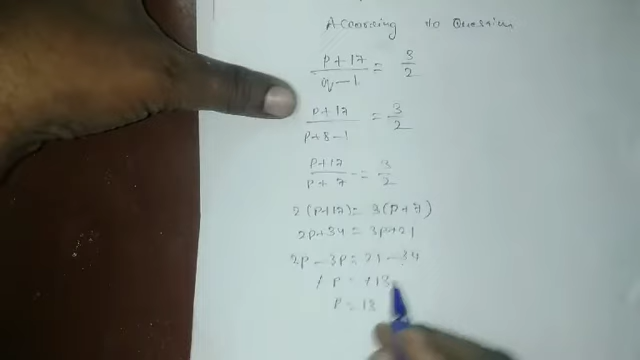 According to Question
p+17 / q-1 = 3/2
p+17 / p+8-1 = 3/2
p+17 / p+7 = 3/2
2(p+17) = 3(p+7)
2p+34 = 3p+21
2p-3p = 21-34
p = 13